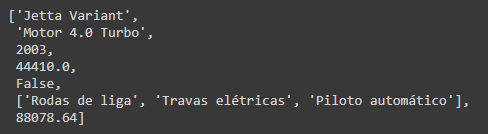 ['Jetta Variant',
'Motor 4.0 Turbo',
2003,
44410.0,
False,
['Rodas de liga', 'Travas elétricas', 'Piloto automático'],
88078.64]